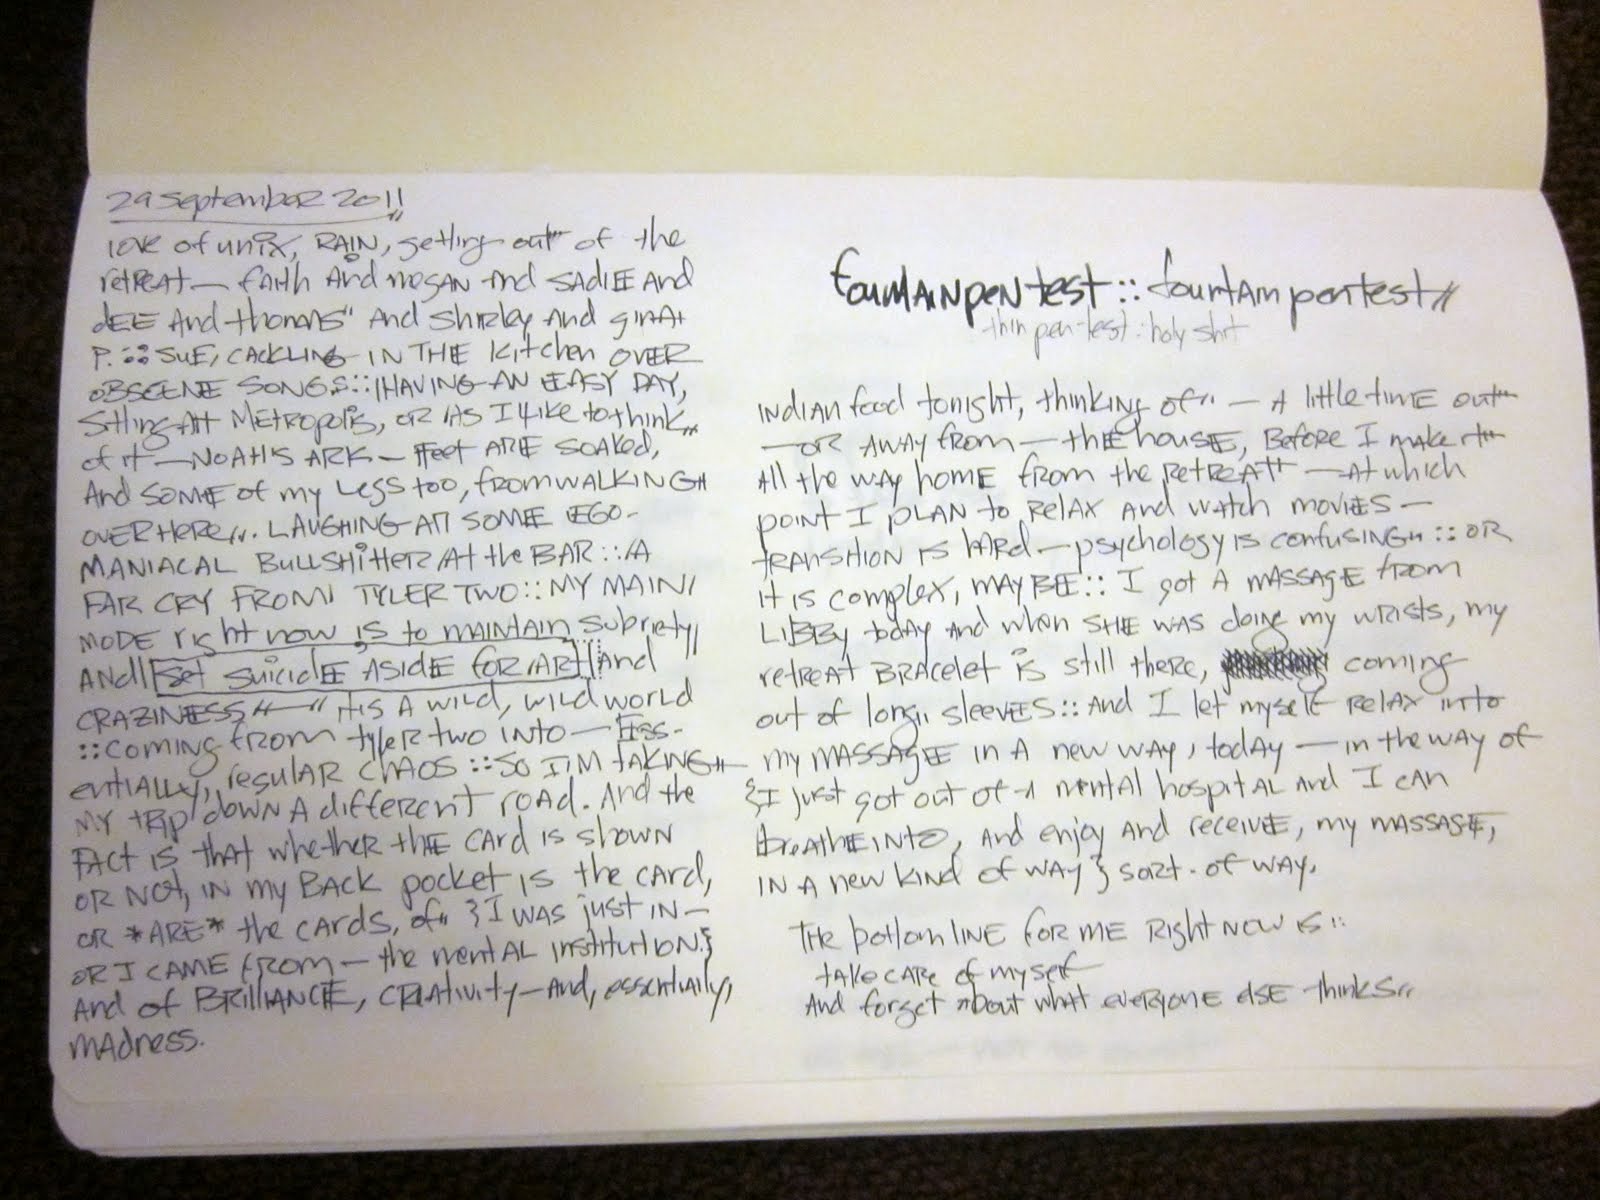 29 September 2011
love of unix, RAIN, getting out" of the
retREAt — faith And megan and SADIE And
dEE And thomas" And Shirley And ginA
P. :: SUE, CACKLING IN THE kitchen OVER
OBSCENE SONGS :: HAVING AN EASY DAY,
Sitting At Metropolis, OR AS I like to think
of it — NOAH'S ARK — Feet ARE SOAKED,
And SOME of my Legs too, from WALKING
OVER HERE,,. LAUGHING AT SOME EGO-
MANIACAL BULLSHITTER At the BAR :: A
FAR CRY FROM TYLER TWO :: MY MAIN
MODE right now is to MAINTAIN subriety
ANd set suicidE ASIDE for ARt And
CRAZINESS,, — It IS A WILD, WILD WORLD
:: COMING from tyler two into — Ess-
entiALLy, regulAR CHAOS :: SO I'M TAKING
MY tRip down A different road. And the
FACt is that whether thE CARD is shown
OR NOt, IN my BACK pocket is the CARD,
OR *ARE* the CARDS, of" { I WAS just IN —
OR I CAME from — the mental institution. }
And of BRILLIANCE, CREAtivity — And, essentially,
mAdness.
fountAiN pen test :: fountain pen test //
thin pen test : holy shit
INdiAn food tonight, thinking of" — A little time out"
— OR AWAY from — thE house, Before I make it"
All the WAY home from the RETREAT" — At which
point I PLAN to RELAX AND WATCH MOVIES —
tRANSItION IS HARd — psychology is confusing,, :: OR
It is complex, MAYBE :: I got A MASSAGE from
LIBBY today And when SHE WAS doing my wrists, my
retreat BRACElet is still there, coming
out of long,, SLEEVES :: And I let myself RELAX into
my MASSAGE in A new way, today — in the WAY of
{ I just got out of A mental hospitAL And I CAN
breathE INTO, And enjoy and receIVE, my MASSAGE,
IN A new kind of WAY } sort-of WAY.
THE bottom LINE for ME Right now is ::
tAke CARE of myself
And forget About what everyone else thinks,,